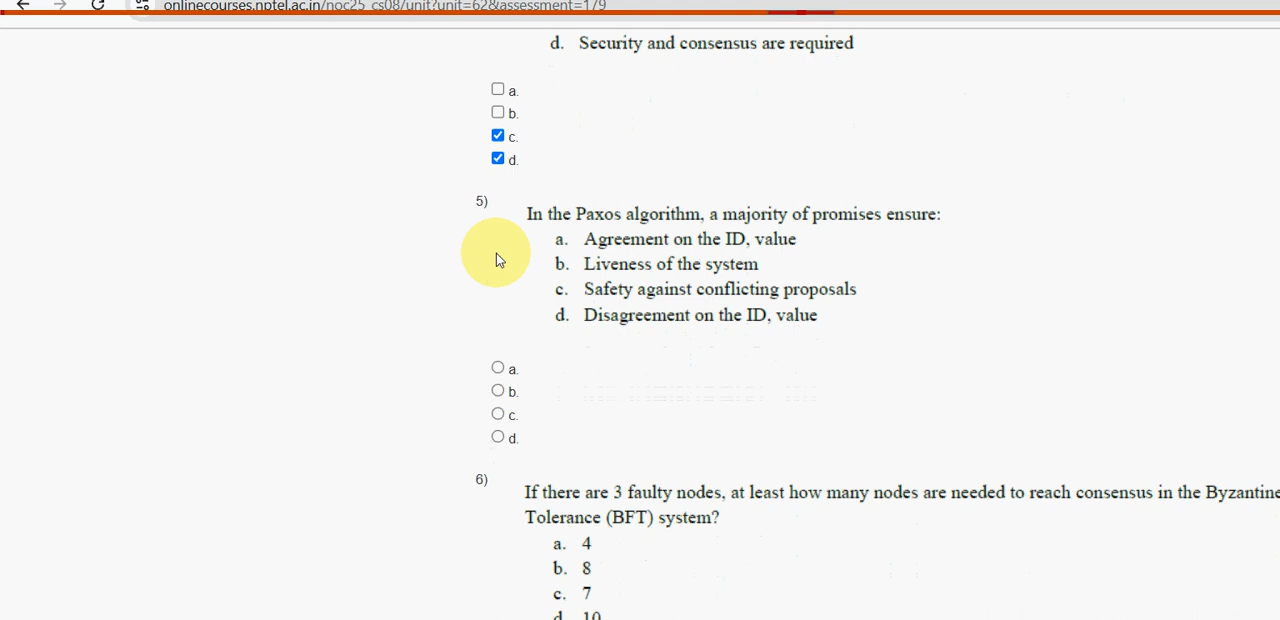 onlinecourses.nptel.ac.in/noc25_cs08/unit?unit=62&assessment=179
d. Security and consensus are required
a.
b.
c.
d.
5)
In the Paxos algorithm, a majority of promises ensure:
a. Agreement on the ID, value
b. Liveness of the system
c. Safety against conflicting proposals
d. Disagreement on the ID, value
a.
b.
c.
d.
6)
If there are 3 faulty nodes, at least how many nodes are needed to reach consensus in the Byzantine
Tolerance (BFT) system?
a. 4
b. 8
c. 7
d. 10